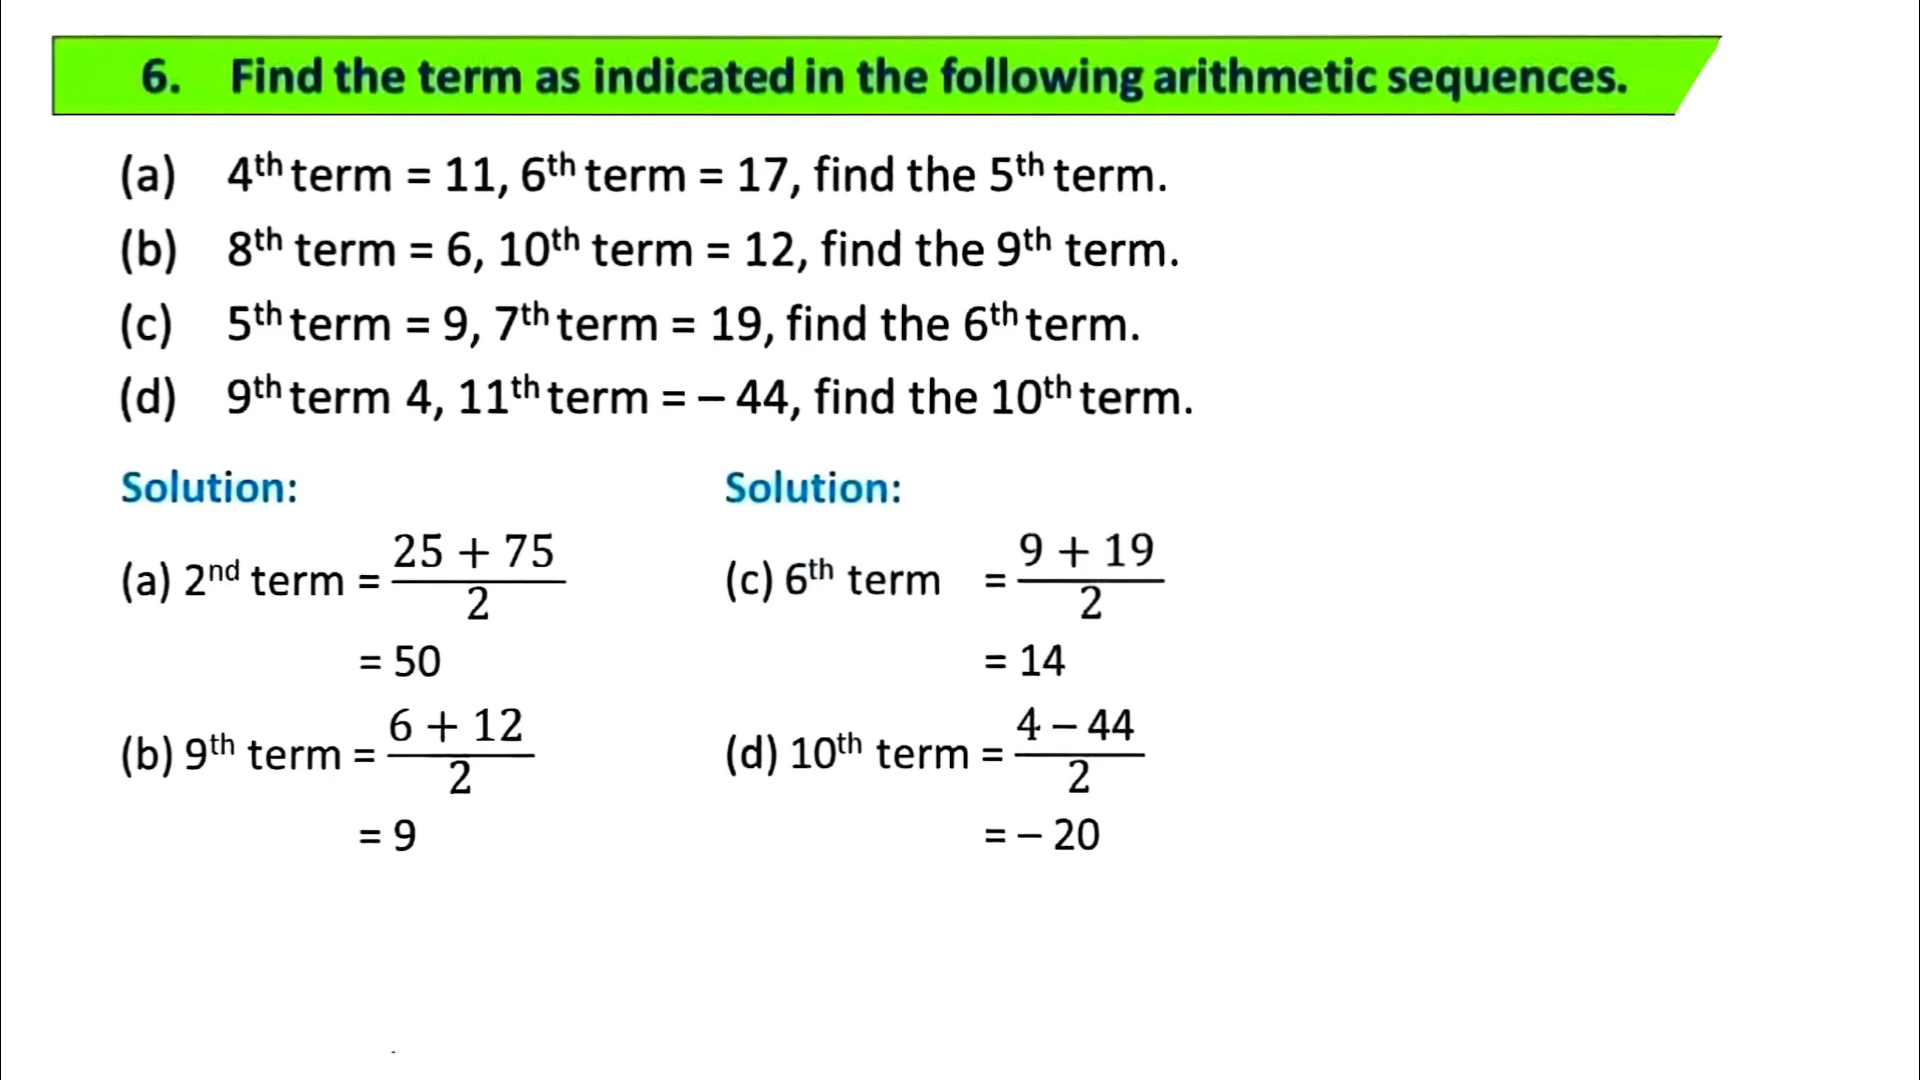 6. Find the term as indicated in the following arithmetic sequences.
(a) 4th term = 11, 6th term = 17, find the 5th term.
(b) 8th term = 6, 10th term = 12, find the 9th term.
(c) 5th term = 9, 7th term = 19, find the 6th term.
(d) 9th term 4, 11th term = – 44, find the 10th term.
Solution:
(a) 2nd term = (25 + 75)/2
= 50
(b) 9th term = (6 + 12)/2
= 9
Solution:
(c) 6th term = (9 + 19)/2
= 14
(d) 10th term = (4 – 44)/2
= – 20